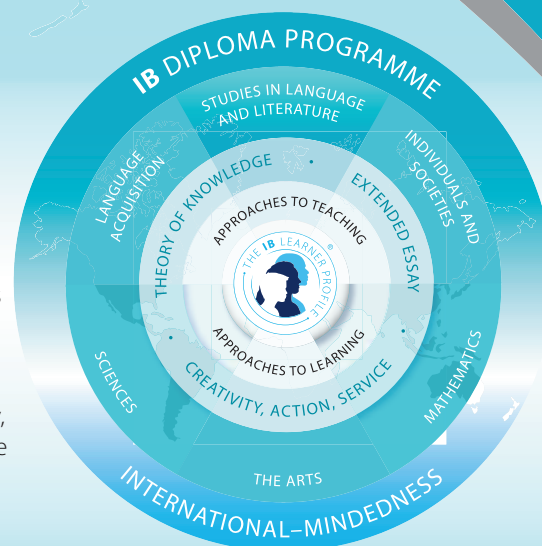 IB DIPLOMA PROGRAMME
STUDIES IN LANGUAGE
AND LITERATURE
LANGUAGE
ACQUISITION
INDIVIDUALS AND
SOCIETIES
THEORY OF KNOWLEDGE
EXTENDED ESSAY
APPROACHES TO TEACHING
• THE IB LEARNER PROFILE • ®
APPROACHES TO LEARNING
CREATIVITY, ACTION, SERVICE
SCIENCES
MATHEMATICS
THE ARTS
INTERNATIONAL–MINDEDNESS